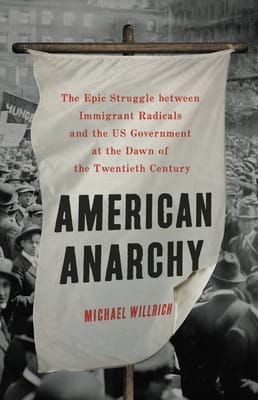 The Epic Struggle between
Immigrant Radicals
and the US Government
at the Dawn of
the Twentieth Century
AMERICAN
ANARCHY
MICHAEL WILLRICH